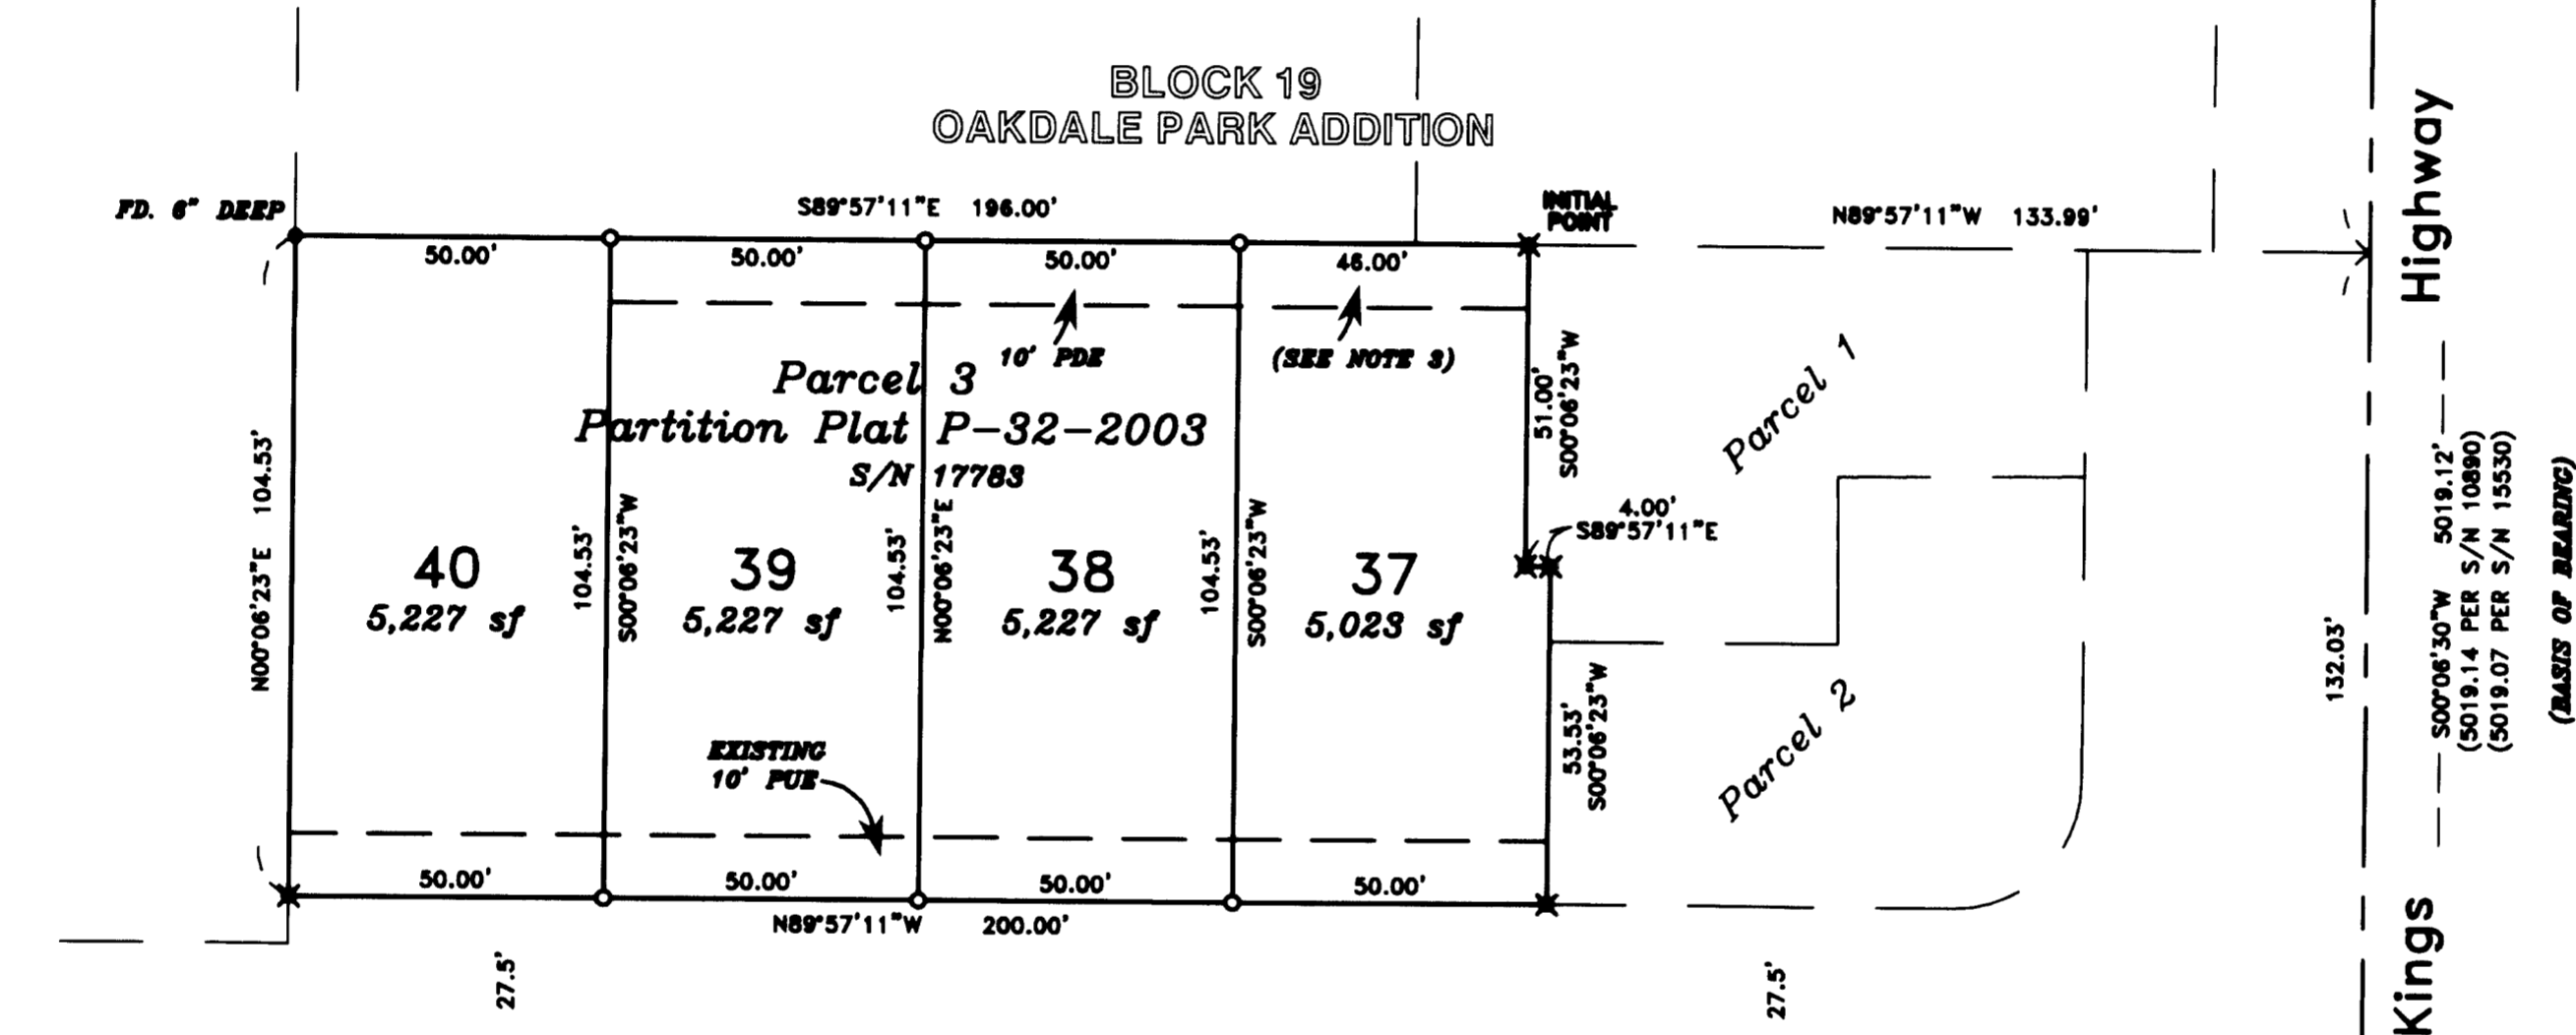 BLOCK 19
OAKDALE PARK ADDITION
FD. 6" DEEP
S89°57'11"E 196.00'
INITIAL
POINT
N89°57'11"W 133.99'
50.00'
50.00'
50.00'
46.00'
10' PDE
(SEE NOTE 3)
Parcel 3
Partition Plat P-32-2003
S/N 17783
N00°06'23"E 104.53'
104.53'
S00°06'23"W
104.53'
N00°06'23"E
104.53'
S00°06'23"W
51.00'
S00°06'23"W
4.00'
S89°57'11"E
40
5,227 sf
39
5,227 sf
38
5,227 sf
37
5,023 sf
53.53'
S00°06'23"W
Parcel 1
Parcel 2
EXISTING
10' PUE
50.00'
50.00'
50.00'
50.00'
N89°57'11"W 200.00'
27.5'
27.5'
132.03'
Kings Highway
S00°06'30"W 5019.12'
(5019.14 PER S/N 10890)
(5019.07 PER S/N 15530)
(BASIS OF BEARING)